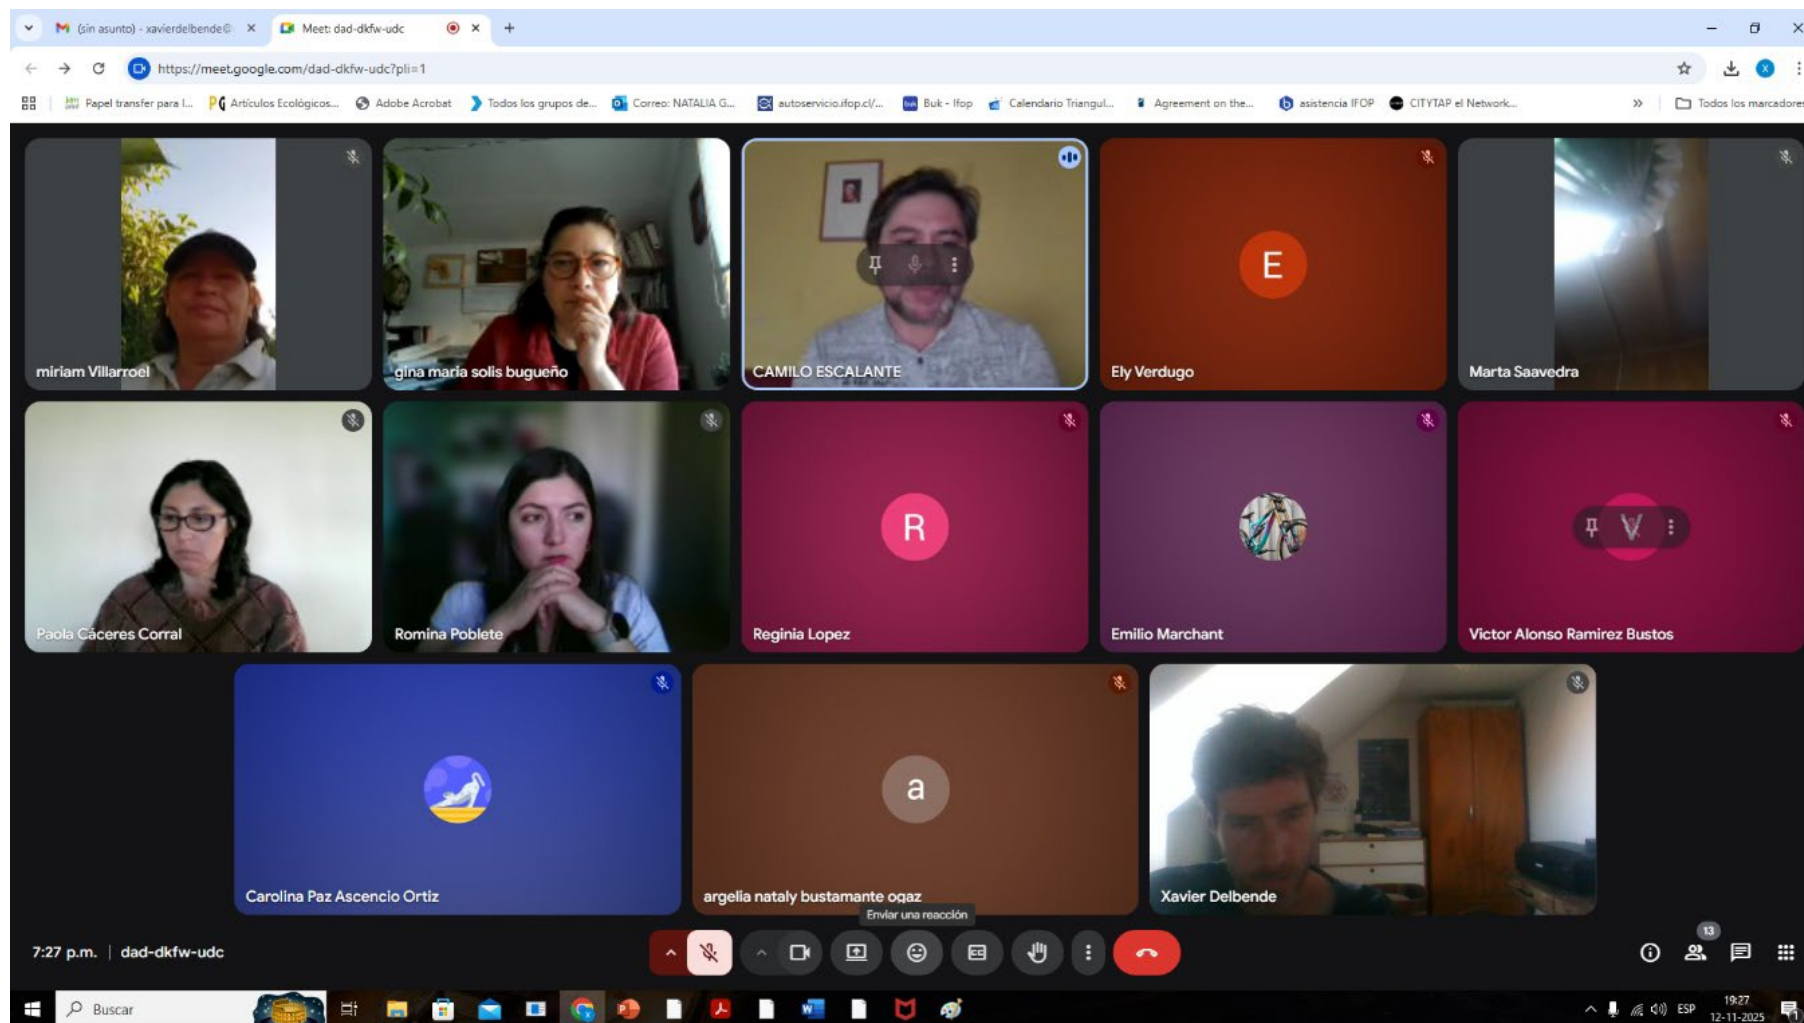 (sin asunto) - xavierdelbende@
Meet: dad-dkfw-udc
https://meet.google.com/dad-dkfw-udc?pli=1
Papel transfer para l...
Artículos Ecológicos...
Adobe Acrobat
Todos los grupos de...
Correo: NATALIA G...
autoservicio.ifop.cl/...
Buk - Ifop
Calendario Triangul...
Agreement on the...
asistencia IFOP
CITYTAP el Network...
»
Todos los marcadores
miriam Villarroel
gina maria solis bugueño
CAMILO ESCALANTE
E
Ely Verdugo
Marta Saavedra
Paola Cáceres Corral
Romina Poblete
R
Reginia Lopez
Emilio Marchant
V
Victor Alonso Ramirez Bustos
Carolina Paz Ascencio Ortiz
a
argelia nataly bustamante ogaz
Xavier Delbende
Enviar una reacción
7:27 p.m. | dad-dkfw-udc
13
Buscar
ESP
19:27
12-11-2025
1